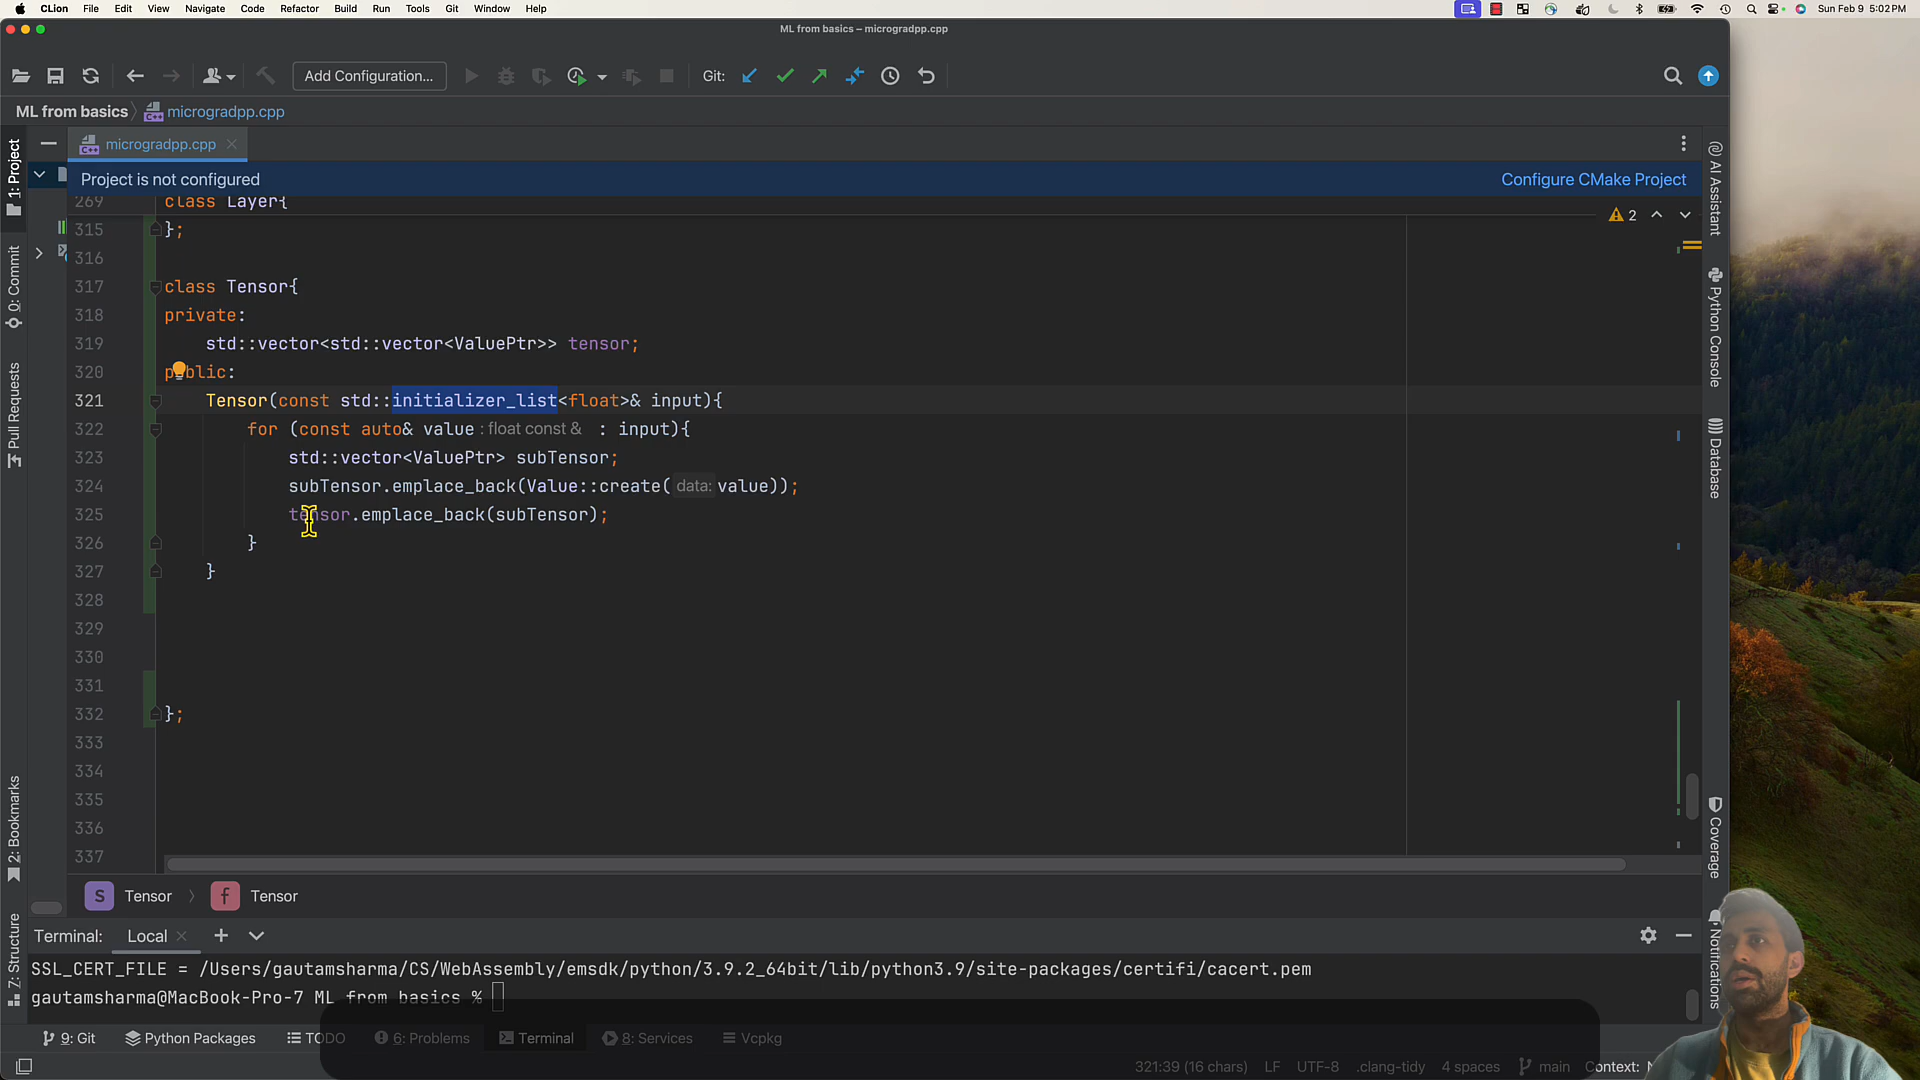 CLion File Edit View Navigate Code Refactor Build Run Tools Git Window Help Sun Feb 9 5:02 PM
ML from basics – microgradpp.cpp
Add Configuration... Git:
ML from basics microgradpp.cpp
microgradpp.cpp
Project is not configured Configure CMake Project
269 class Layer{
2
315 };
316
317 class Tensor{
318 private:
319 std::vector<std::vector<ValuePtr>> tensor;
320 public:
321 Tensor(const std::initializer_list<float>& input){
322 for (const auto& value : float const & : input){
323 std::vector<ValuePtr> subTensor;
324 subTensor.emplace_back(Value::create( data: value));
325 tensor.emplace_back(subTensor);
326 }
327 }
328
329
330
331
332 };
333
334
335
336
337
1: Project
0: Commit
Pull Requests
2: Bookmarks
Z: Structure
AI Assistant
Python Console
Database
Coverage
Notifications
S Tensor f Tensor
Terminal: Local
SSL_CERT_FILE = /Users/gautamsharma/CS/WebAssembly/emsdk/python/3.9.2_64bit/lib/python3.9/site-packages/certifi/cacert.pem
gautamsharma@MacBook-Pro-7 ML from basics %
9: Git Python Packages TODO 6: Problems Terminal 8: Services Vcpkg
321:39 (16 chars) LF UTF-8 .clang-tidy 4 spaces main Context: